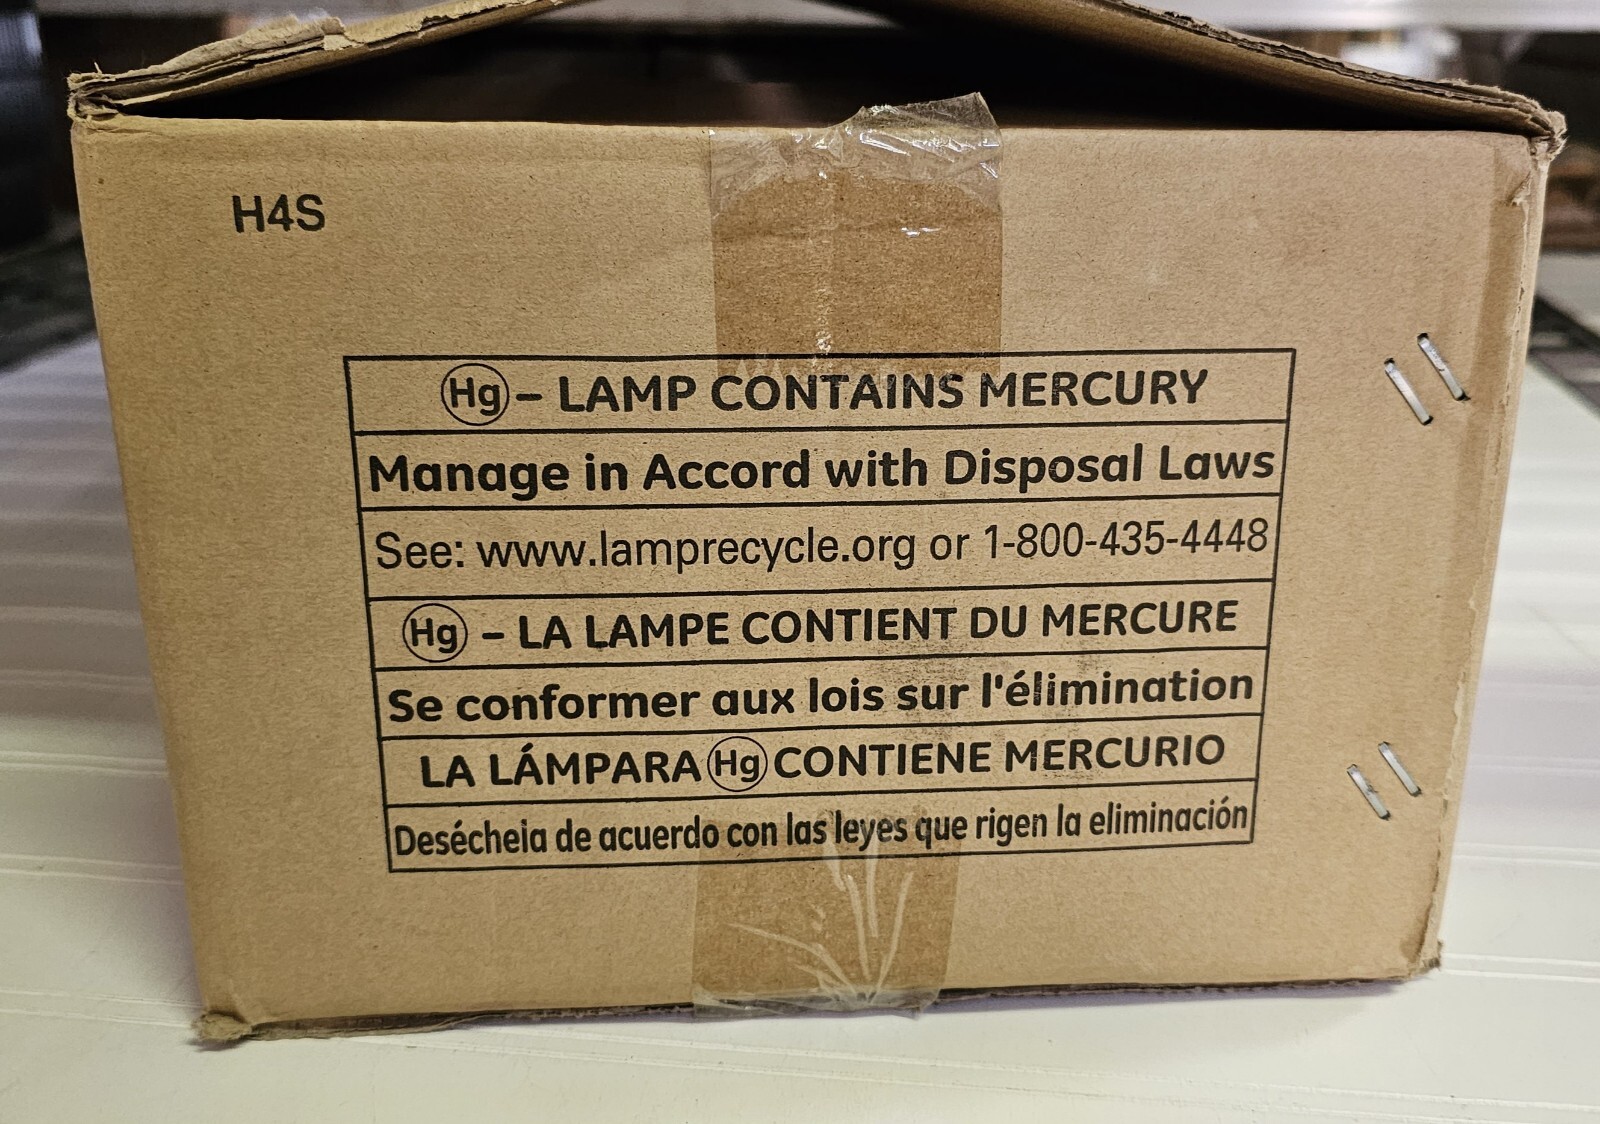 H4S
Hg – LAMP CONTAINS MERCURY
Manage in Accord with Disposal Laws
See: www.lamprecycle.org or 1-800-435-4448
Hg – LA LAMPE CONTIENT DU MERCURE
Se conformer aux lois sur l'élimination
LA LÁMPARA Hg CONTIENE MERCURIO
Deséchela de acuerdo con las leyes que rigen la eliminación